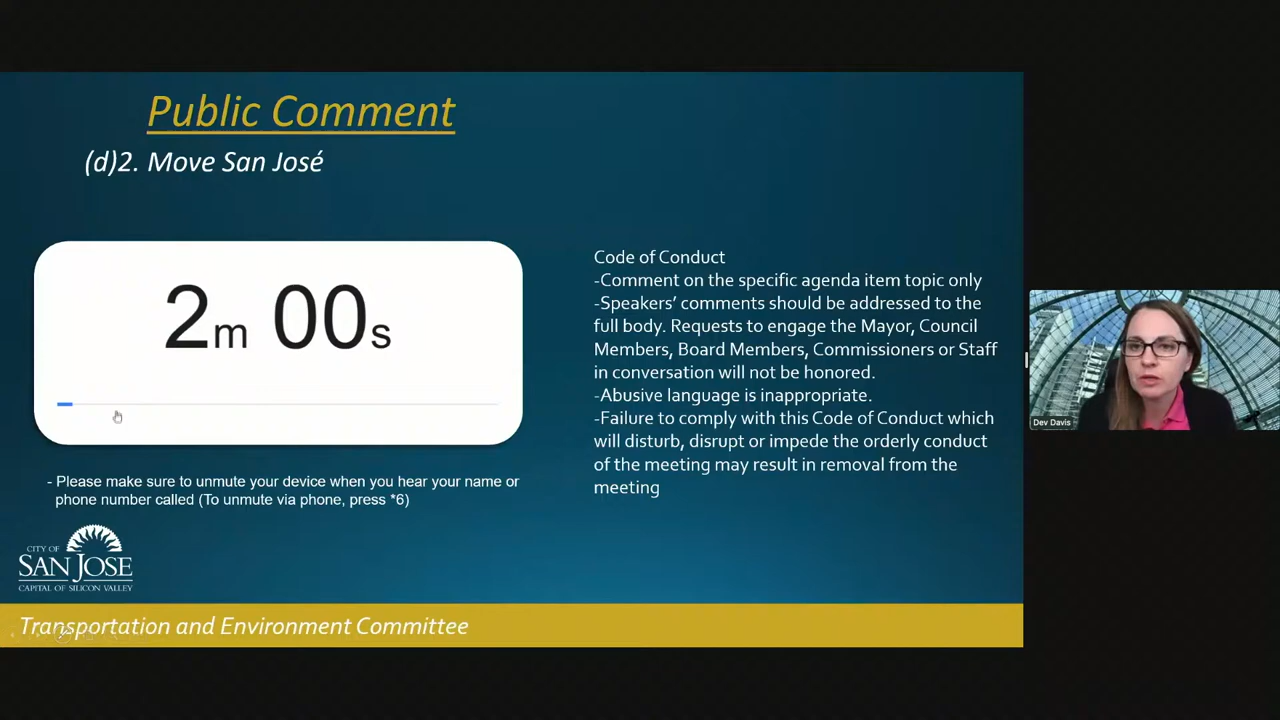 Public Comment
(d)2. Move San José
2m 00s
- Please make sure to unmute your device when you hear your name or
phone number called (To unmute via phone, press *6)
Code of Conduct
-Comment on the specific agenda item topic only
-Speakers’ comments should be addressed to the
full body. Requests to engage the Mayor, Council
Members, Board Members, Commissioners or Staff
in conversation will not be honored.
-Abusive language is inappropriate.
-Failure to comply with this Code of Conduct which
will disturb, disrupt or impede the orderly conduct
of the meeting may result in removal from the
meeting
Dev Davis
CITY OF
SAN JOSE
CAPITAL OF SILICON VALLEY
Transportation and Environment Committee